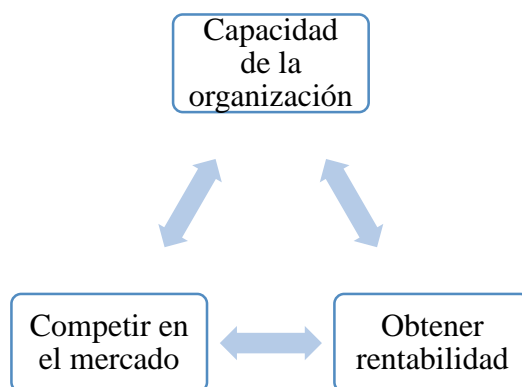 Capacidad
de la
organización
Competir en
el mercado
Obtener
rentabilidad